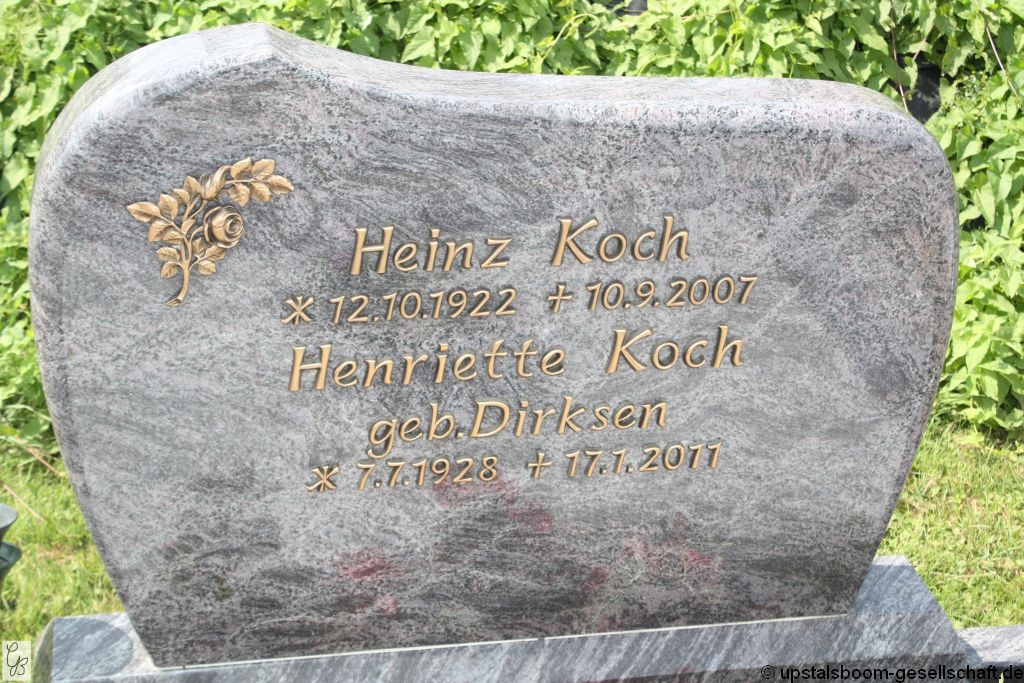 Heinz Koch
* 12.10.1922 † 10.9.2007
Henriette Koch
geb. Dirksen
* 7.7.1928 † 17.1.2011
GB
© upstalsboom-gesellschaft.de